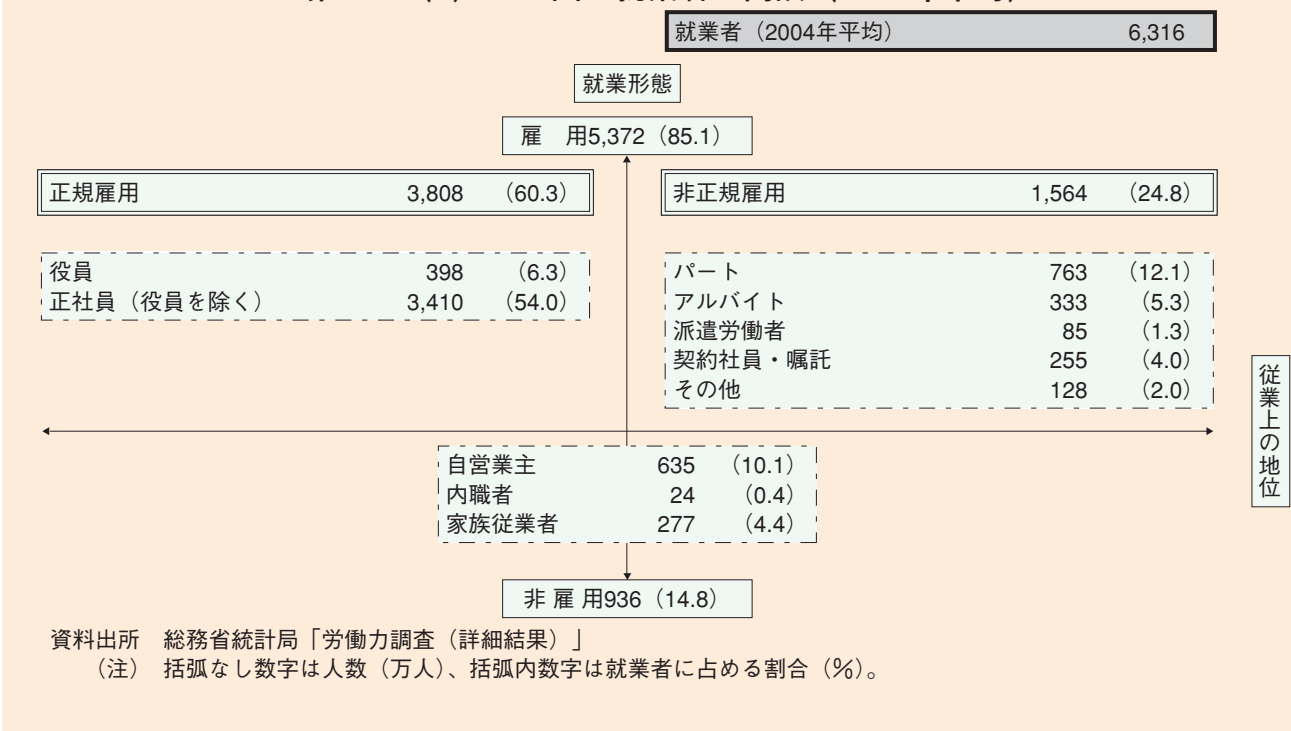 就業者（2004年平均） 6,316
就業形態
雇　用5,372（85.1）
正規雇用 3,808 （60.3）
非正規雇用 1,564 （24.8）
役員 398 （6.3）
正社員（役員を除く） 3,410 （54.0）
パート 763 （12.1）
アルバイト 333 （5.3）
派遣労働者 85 （1.3）
契約社員・嘱託 255 （4.0）
その他 128 （2.0）
従業上の地位
自営業主 635 （10.1）
内職者 24 （0.4）
家族従業者 277 （4.4）
非 雇 用936（14.8）
資料出所　総務省統計局「労働力調査（詳細結果）」
（注）　括弧なし数字は人数（万人）、括弧内数字は就業者に占める割合（％）。